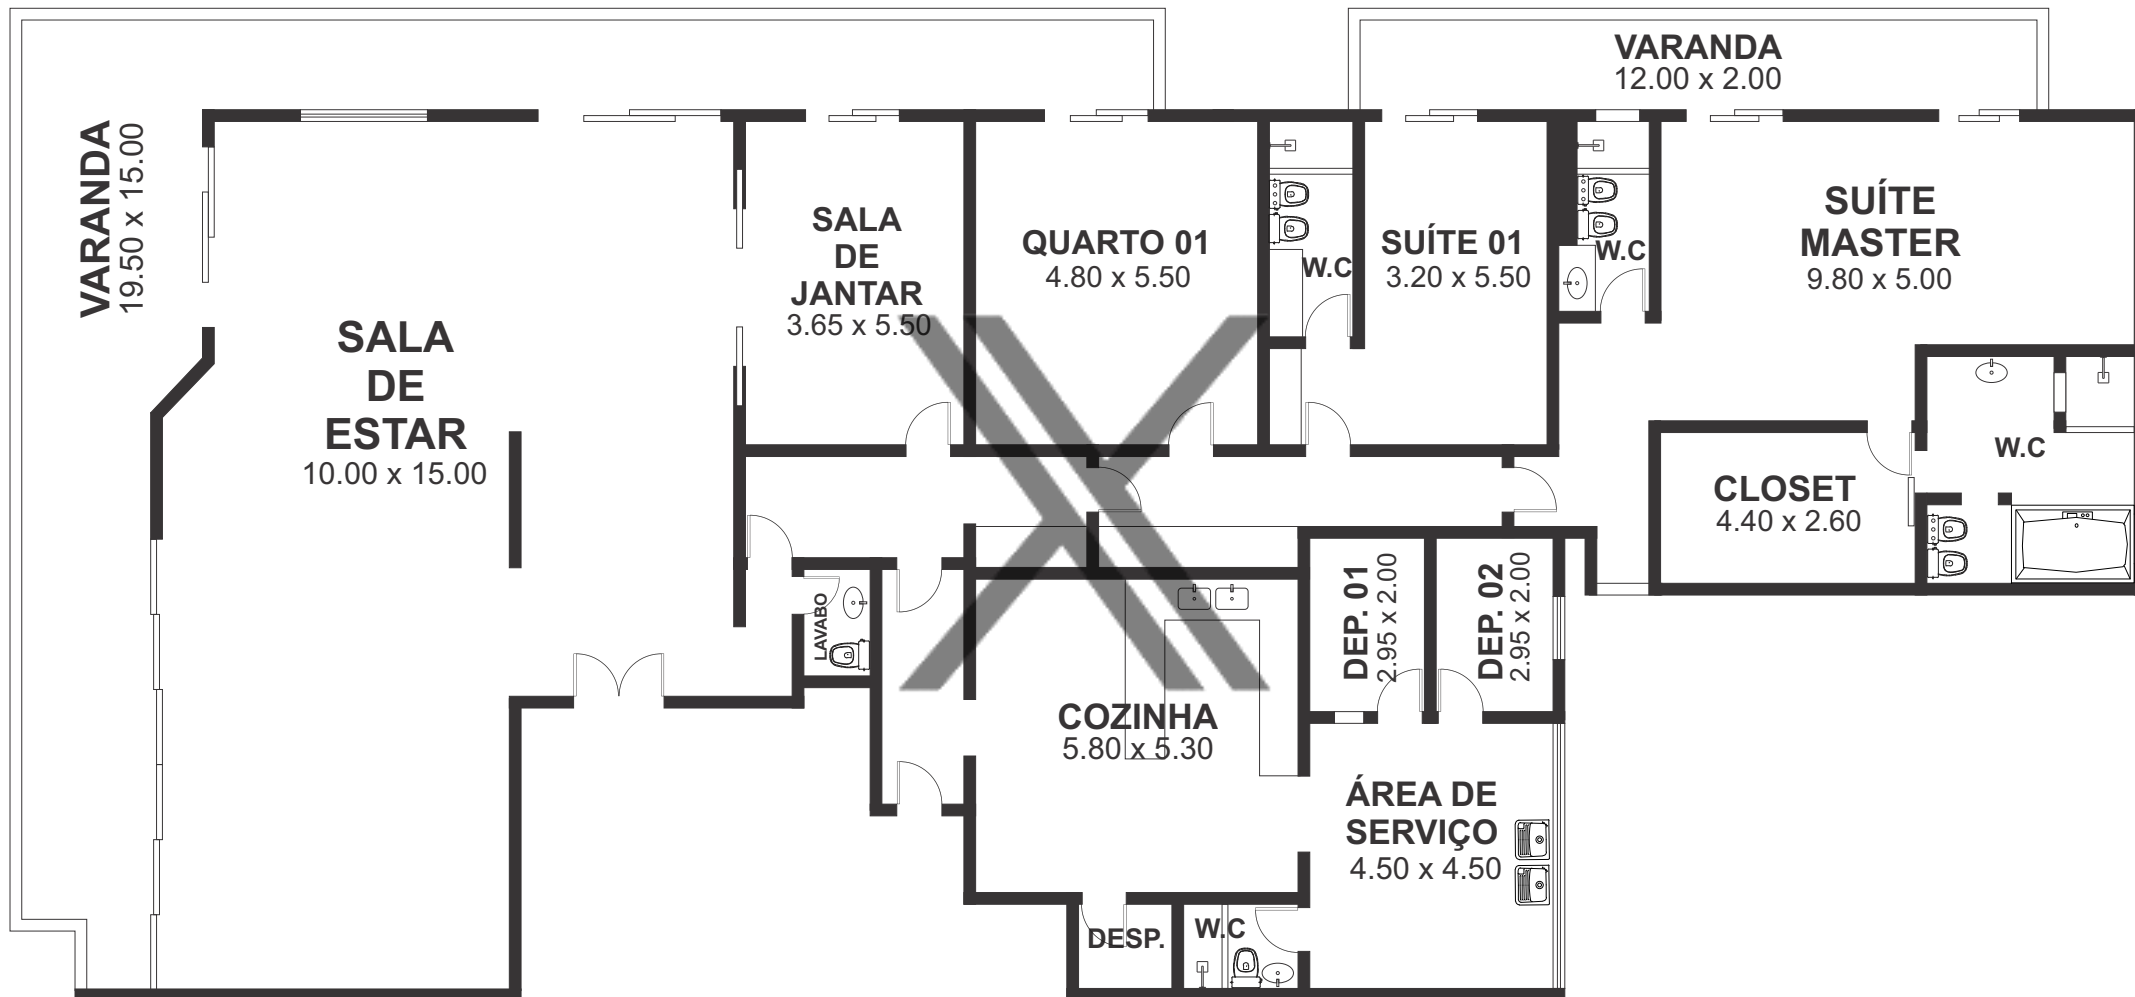 VARANDA
19.50 x 15.00
VARANDA
12.00 x 2.00
SALA
DE
ESTAR
10.00 x 15.00
SALA
DE
JANTAR
3.65 x 5.50
QUARTO 01
4.80 x 5.50
W.C
SUÍTE 01
3.20 x 5.50
W.C
SUÍTE
MASTER
9.80 x 5.00
W.C
CLOSET
4.40 x 2.60
LAVABO
DEP. 01
2.95 x 2.00
DEP. 02
2.95 x 2.00
COZINHA
5.80 x 5.30
ÁREA DE
SERVIÇO
4.50 x 4.50
DESP.
W.C